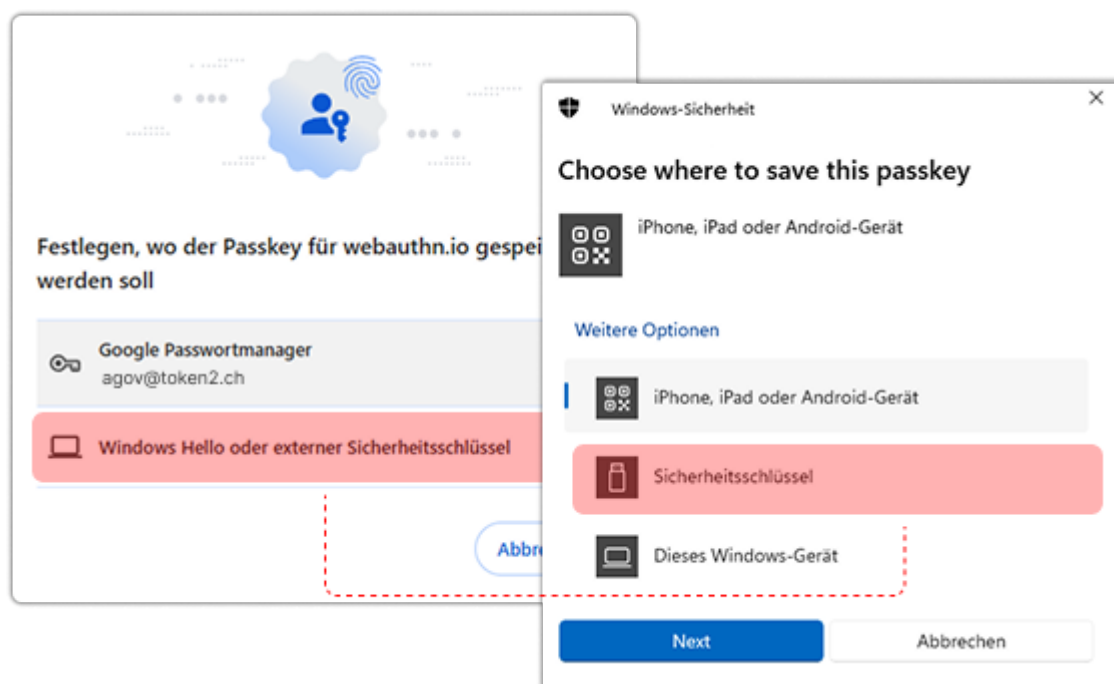 Festlegen, wo der Passkey für webauthn.io
werden soll
Google Passwortmanager
agov@token2.ch
Windows Hello oder externer Sicherheitsschlüssel
Windows-Sicherheit
Choose where to save this passkey
iPhone, iPad oder Android-Gerät
Weitere Optionen
iPhone, iPad oder Android-Gerät
Sicherheitsschlüssel
Dieses Windows-Gerät
Next
Abbrechen